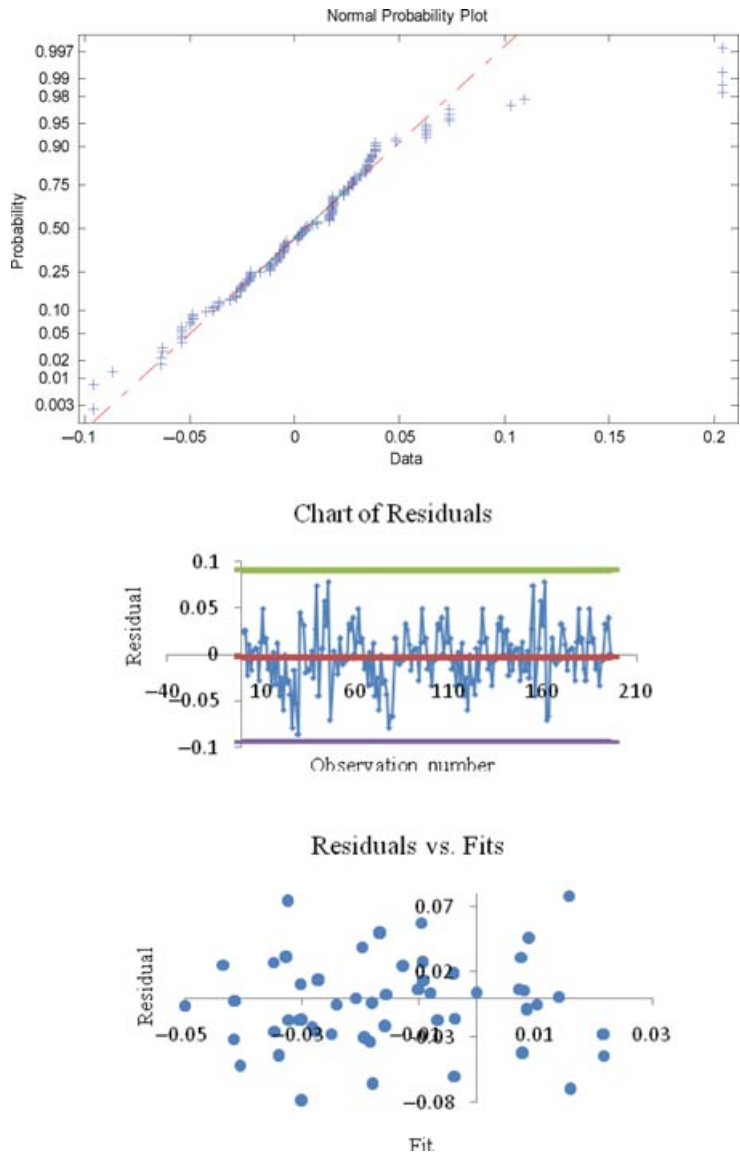 Normal Probability Plot
0.997
0.99
0.98
0.95
0.90
0.75
0.50
0.25
0.10
0.05
0.02
0.01
0.003
Probability
−0.1 −0.05 0 0.05 0.1 0.15 0.2
Data
Chart of Residuals
0.1
0.05
0
−0.05
−0.1
Residual
−40 10 60 110 160 210
Observation number
Residuals vs. Fits
0.07
0.02
−0.03
−0.08
Residual
−0.05 −0.03 −0.01 0.01 0.03
Fit